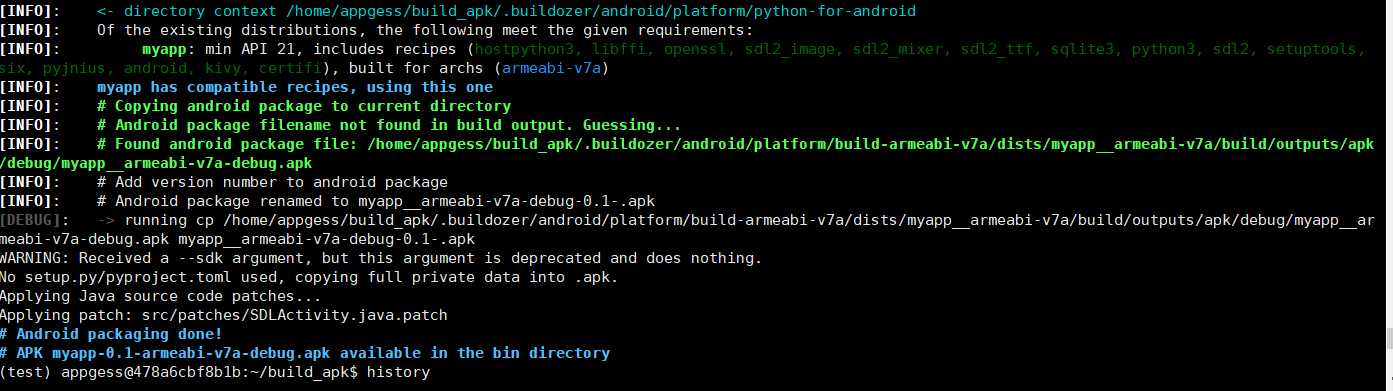 [INFO]:    <- directory context /home/appgess/build_apk/.buildozer/android/platform/python-for-android
[INFO]:    Of the existing distributions, the following meet the given requirements:
[INFO]:         myapp: min API 21, includes recipes (hostpython3, libffi, openssl, sdl2_image, sdl2_mixer, sdl2_ttf, sqlite3, python3, sdl2, setuptools,
six, pyjnius, android, kivy, certifi), built for archs (armeabi-v7a)
[INFO]:    myapp has compatible recipes, using this one
[INFO]:    # Copying android package to current directory
[INFO]:    # Android package filename not found in build output. Guessing...
[INFO]:    # Found android package file: /home/appgess/build_apk/.buildozer/android/platform/build-armeabi-v7a/dists/myapp__armeabi-v7a/build/outputs/apk
/debug/myapp__armeabi-v7a-debug.apk
[INFO]:    # Add version number to android package
[INFO]:    # Android package renamed to myapp__armeabi-v7a-debug-0.1-.apk
[DEBUG]:   -> running cp /home/appgess/build_apk/.buildozer/android/platform/build-armeabi-v7a/dists/myapp__armeabi-v7a/build/outputs/apk/debug/myapp__ar
meabi-v7a-debug.apk myapp__armeabi-v7a-debug-0.1-.apk
WARNING: Received a --sdk argument, but this argument is deprecated and does nothing.
No setup.py/pyproject.toml used, copying full private data into .apk.
Applying Java source code patches...
Applying patch: src/patches/SDLActivity.java.patch
# Android packaging done!
# APK myapp-0.1-armeabi-v7a-debug.apk available in the bin directory
(test) appgess@478a6cbf8b1b:~/build_apk$ history